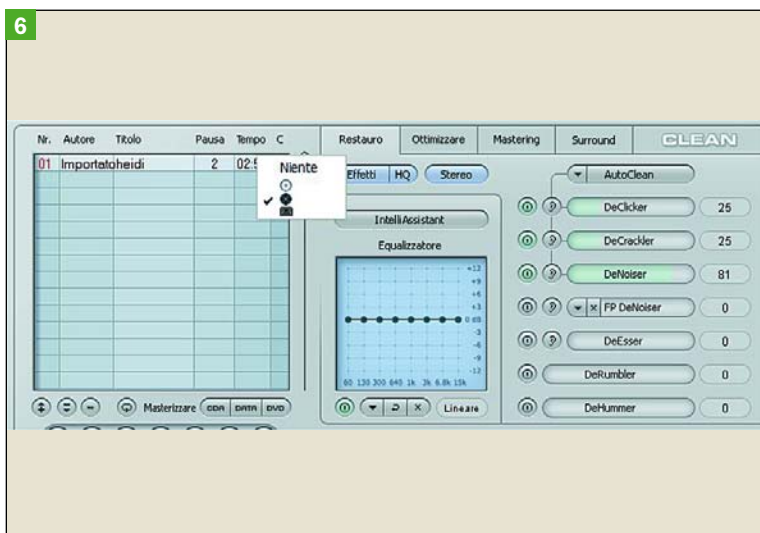 6
Nr. Autore Titolo Pausa Tempo C
Restauro Ottimizzare Mastering Surround CLEAN
01 Importatoheidi 2 02:5
Niente
Effetti HQ Stereo
AutoClean
DeClicker 25
IntelliAssistant
Equalizzatore
DeCrackler 25
+12
+9
+6
+3
0 dB
-3
-6
-9
-12
60 130 300 640 1k 3k 6.8k 15k
DeNoiser 81
FP DeNoiser 0
DeEsser 0
DeRumbler 0
Masterizzare CDA DATA DVD
Lineare
DeHummer 0